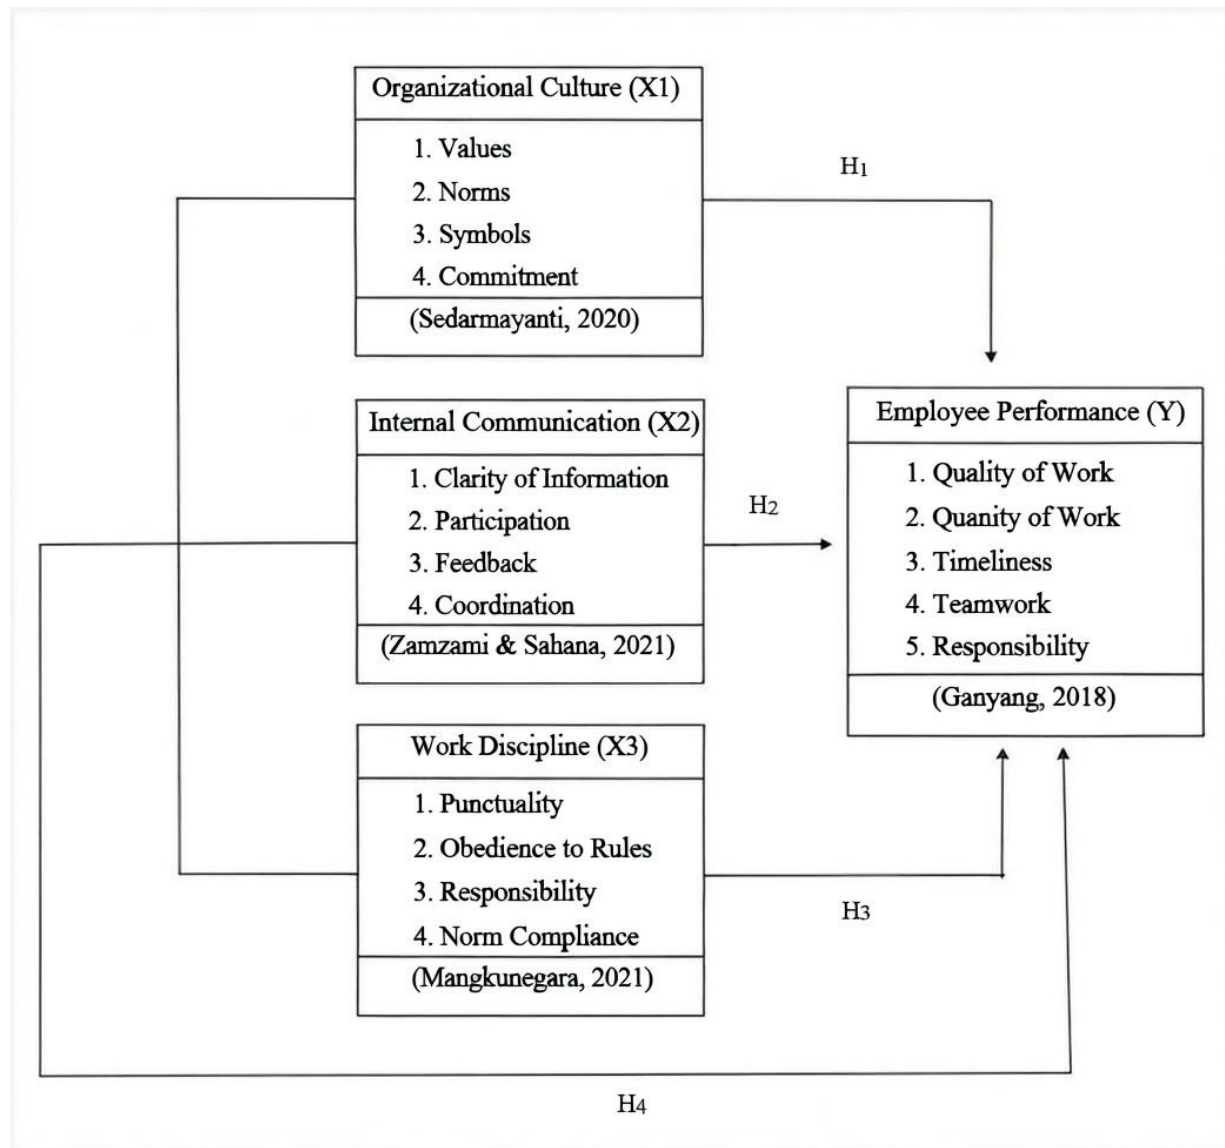 Organizational Culture (X1)
1. Values
2. Norms
3. Symbols
4. Commitment
(Sedarmayanti, 2020)
H1
Internal Communication (X2)
1. Clarity of Information
2. Participation
3. Feedback
4. Coordination
(Zamzami & Sahana, 2021)
H2
Employee Performance (Y)
1. Quality of Work
2. Quanity of Work
3. Timeliness
4. Teamwork
5. Responsibility
(Ganyang, 2018)
Work Discipline (X3)
1. Punctuality
2. Obedience to Rules
3. Responsibility
4. Norm Compliance
(Mangkunegara, 2021)
H3
H4